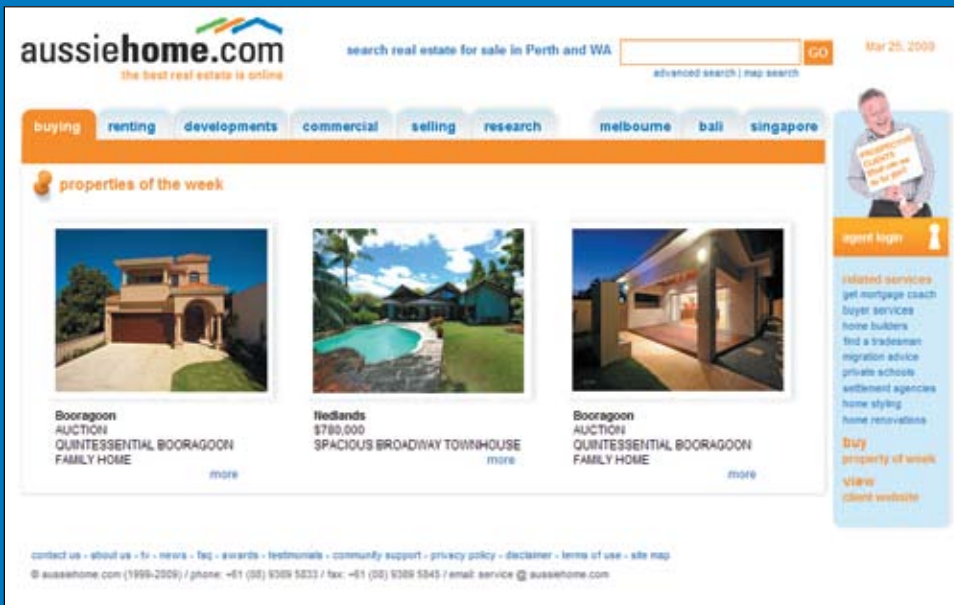 aussiehome.com
the best real estate is online
search real estate for sale in Perth and WA
GO
Mar 25, 2009
advanced search | map search
buying renting developments commercial selling research melbourne bali singapore
PROSPECTIVE
CLIENTS
properties of the week
agent login
Booragoon
AUCTION
QUINTESSENTIAL BOORAGOON
FAMILY HOME
more
Nedlands
$780,000
SPACIOUS BROADWAY TOWNHOUSE
more
Booragoon
AUCTION
QUINTESSENTIAL BOORAGOON
FAMILY HOME
more
related services
get mortgage coach
buyer services
home builders
find a tradesman
migration advice
private schools
settlement agencies
home styling
home renovations
buy
property of week
view
client website
contact us - about us - tv - news - faq - awards - testimonials - community support - privacy policy - disclaimer - terms of use - site map
© aussiehome.com (1999-2009) / phone: +61 (08) 9389 5833 / fax: +61 (08) 9389 5845 / email: service @ aussiehome.com